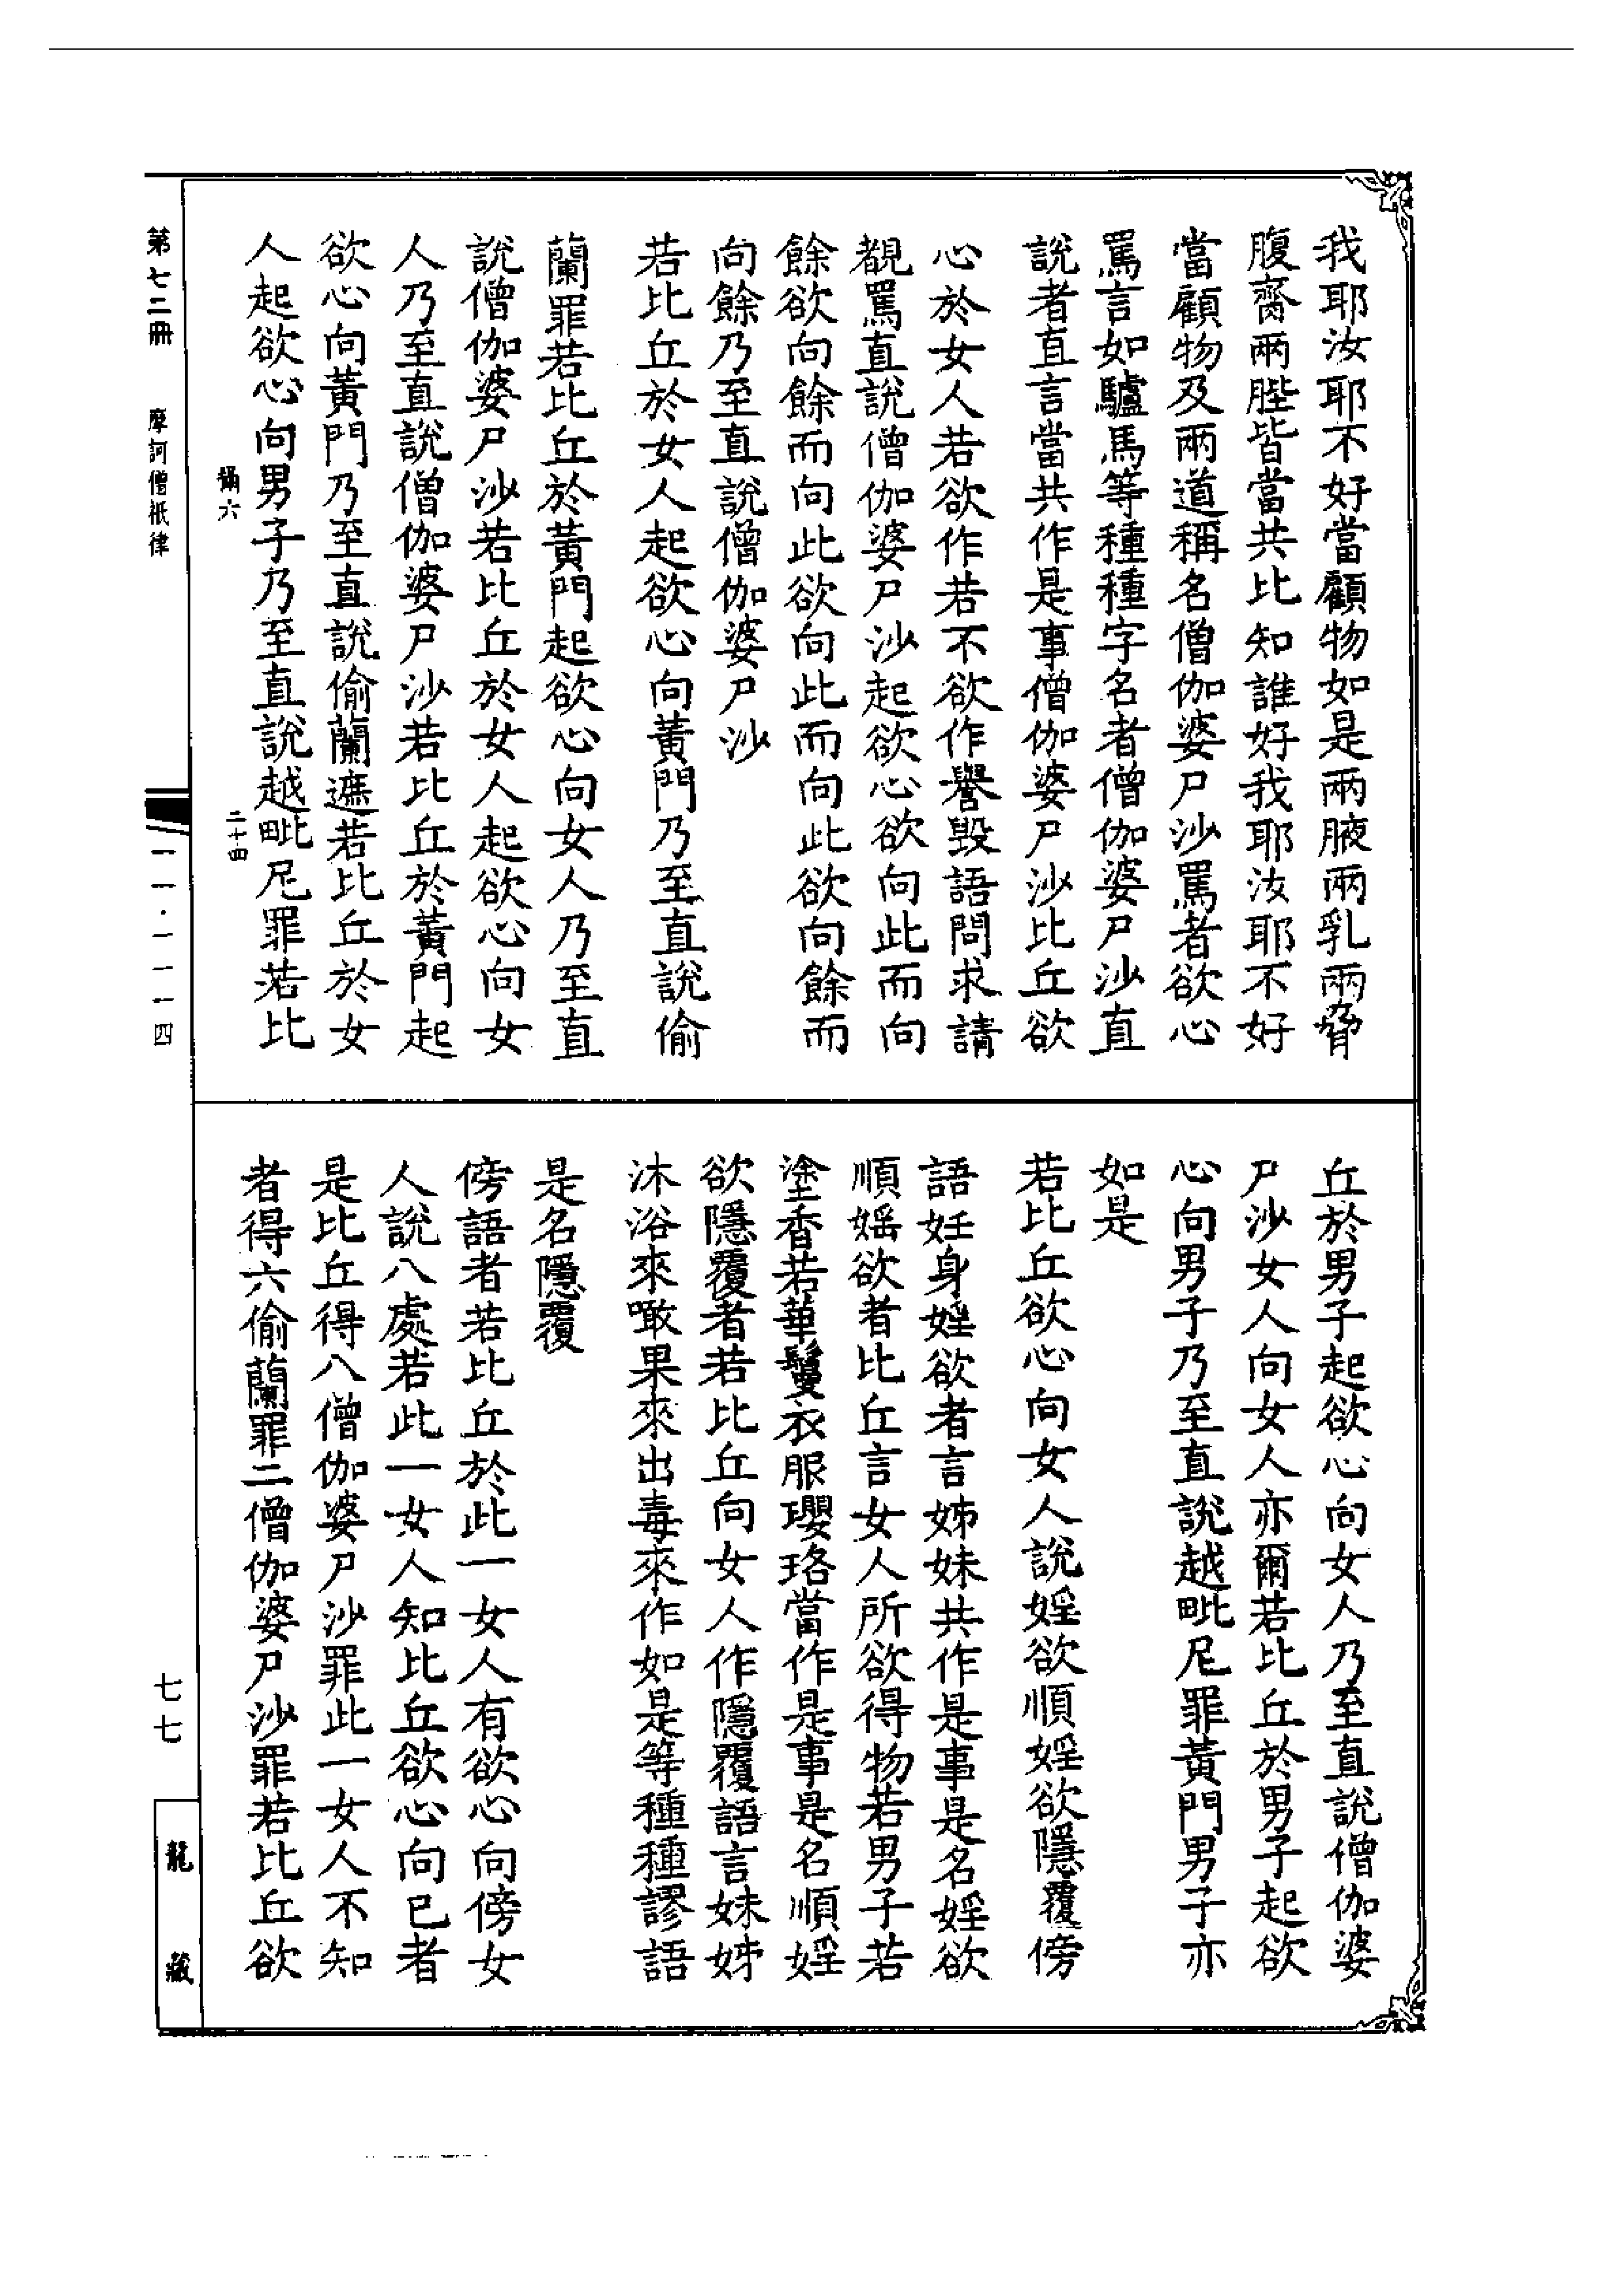 我耶汝耶不好當顧物如是兩腋兩乳兩脅
腹齎兩髀皆當共比知誰好我耶汝耶不好
當顧物及兩道稱名僧伽婆尸沙罵者欲心
罵言如驢馬等種種字名者僧伽婆尸沙直
說者直言當共作是事僧伽婆尸沙比丘欲
心於女人若欲作若不欲作譽毀語問求請
覩罵直說僧伽婆尸沙起欲心欲向此而向
餘欲向餘而向此欲向此而向此欲向餘而
向餘乃至直說僧伽婆尸沙
若比丘於女人起欲心向黃門乃至直說偷
蘭罪若比丘於黃門起欲心向女人乃至直
說僧伽婆尸沙若比丘於女人起欲心向女
人乃至直說僧伽婆尸沙若比丘於黃門起
欲心向黃門乃至直說偷蘭遮若比丘於女
人起欲心向男子乃至直說越毗尼罪若比
丘於男子起欲心向女人乃至直說僧伽婆
尸沙女人向女人亦爾若比丘於男子起欲
心向男子乃至直說越毗尼罪黃門男子亦
如是
若比丘欲心向女人說婬欲順婬欲隱覆傍
語妊身婬欲者言姊妹共作是事是名婬欲
順婬欲者比丘言女人所欲得物若男子若
塗香若華鬘衣服瓔珞當作是事是名順婬
欲隱覆者若比丘向女人作隱覆語言妹姊
沐浴來噉果來出毒來作如是等種種謬語
是名隱覆
傍語者若比丘於此一女人有欲心向傍女
人說八處若此一女人知比丘欲心向已者
是比丘得八僧伽婆尸沙罪此一女人不知
者得六偷蘭罪二僧伽婆尸沙罪若比丘欲
二十四
第七二冊
摩訶僧祇律
一一·一一一四
七七
龍藏